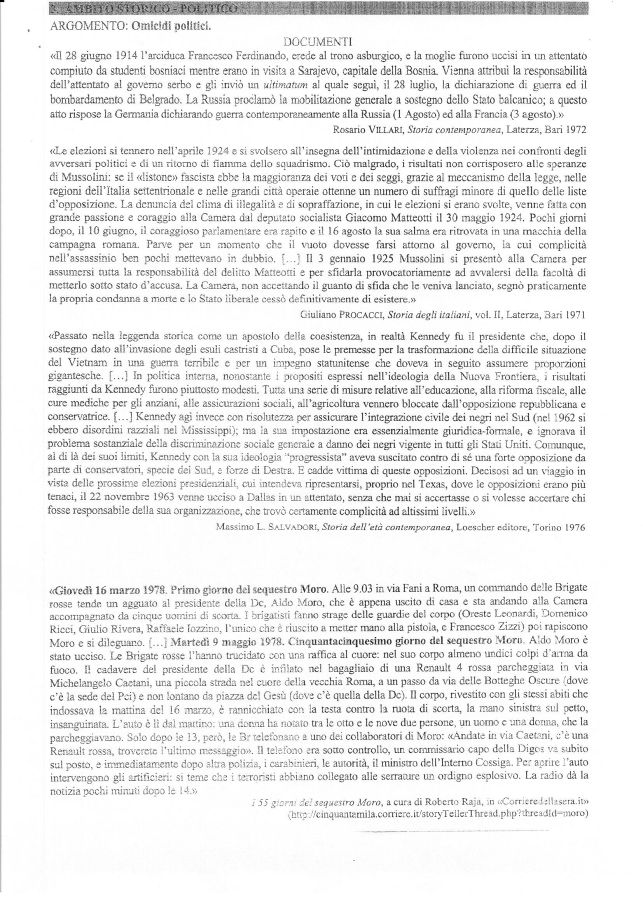 3. AMBITO STORICO - POLITICO
ARGOMENTO: Omicidi politici.
DOCUMENTI
«Il 28 giugno 1914 l'arciduca Francesco Ferdinando, erede al trono asburgico, e la moglie furono uccisi in un attentato
compiuto da studenti bosniaci mentre erano in visita a Sarajevo, capitale della Bosnia. Vienna attribuì la responsabilità
dell'attentato al governo serbo e gli inviò un ultimatum al quale seguì, il 28 luglio, la dichiarazione di guerra ed il
bombardamento di Belgrado. La Russia proclamò la mobilitazione generale a sostegno dello Stato balcanico; a questo
atto rispose la Germania dichiarando guerra contemporaneamente alla Russia (1 Agosto) ed alla Francia (3 agosto).»
Rosario VILLARI, Storia contemporanea, Laterza, Bari 1972
«Le elezioni si tennero nell'aprile 1924 e si svolsero all'insegna dell'intimidazione e della violenza nei confronti degli
avversari politici e di un ritorno di fiamma dello squadrismo. Ciò malgrado, i risultati non corrisposero alle speranze
di Mussolini: se il «listone» fascista ebbe la maggioranza dei voti e dei seggi, grazie al meccanismo della legge, nelle
regioni dell'Italia settentrionale e nelle grandi città operaie ottenne un numero di suffragi minore di quello delle liste
d'opposizione. La denuncia del clima di illegalità e di sopraffazione, in cui le elezioni si erano svolte, venne fatta con
grande passione e coraggio alla Camera dal deputato socialista Giacomo Matteotti il 30 maggio 1924. Pochi giorni
dopo, il 10 giugno, il coraggioso parlamentare era rapito e il 16 agosto la sua salma era ritrovata in una macchia della
campagna romana. Parve per un momento che il vuoto dovesse farsi attorno al governo, la cui complicità
nell'assassinio ben pochi mettevano in dubbio. [...] Il 3 gennaio 1925 Mussolini si presentò alla Camera per
assumersi tutta la responsabilità del delitto Matteotti e per sfidarla provocatoriamente ad avvalersi della facoltà di
metterlo sotto stato d'accusa. La Camera, non accettando il guanto di sfida che le veniva lanciato, segnò praticamente
la propria condanna a morte e lo Stato liberale cessò definitivamente di esistere.»
Giuliano PROCACCI, Storia degli italiani, vol. II, Laterza, Bari 1971
«Passato nella leggenda storica come un apostolo della coesistenza, in realtà Kennedy fu il presidente che, dopo il
sostegno dato all'invasione degli esuli castristi a Cuba, pose le premesse per la trasformazione della difficile situazione
del Vietnam in una guerra terribile e per un impegno statunitense che doveva in seguito assumere proporzioni
gigantesche. [...] In politica interna, nonostante i propositi espressi nell'ideologia della Nuova Frontiera, i risultati
raggiunti da Kennedy furono piuttosto modesti. Tutta una serie di misure relative all'educazione, alla riforma fiscale, alle
cure mediche per gli anziani, alle assicurazioni sociali, all'agricoltura vennero bloccate dall'opposizione repubblicana e
conservatrice. [...] Kennedy agì invece con risolutezza per assicurare l'integrazione civile dei negri nel Sud (nel 1962 si
ebbero disordini razziali nel Mississippi); ma la sua impostazione era essenzialmente giuridica-formale, e ignorava il
problema sostanziale della discriminazione sociale generale a danno dei negri vigente in tutti gli Stati Uniti. Comunque,
al di là dei suoi limiti, Kennedy con la sua ideologia "progressista" aveva suscitato contro di sé una forte opposizione da
parte di conservatori, specie del Sud, e forze di Destra. E cadde vittima di queste opposizioni. Decisosi ad un viaggio in
vista delle prossime elezioni presidenziali, cui intendeva ripresentarsi, proprio nel Texas, dove le opposizioni erano più
tenaci, il 22 novembre 1963 venne ucciso a Dallas in un attentato, senza che mai si accertasse o si volesse accertare chi
fosse responsabile della sua organizzazione, che trovò certamente complicità ad altissimi livelli.»
Massimo L. SALVADORI, Storia dell'età contemporanea, Loescher editore, Torino 1976
«Giovedì 16 marzo 1978. Primo giorno del sequestro Moro. Alle 9.03 in via Fani a Roma, un commando delle Brigate
rosse tende un agguato al presidente della Dc, Aldo Moro, che è appena uscito di casa e sta andando alla Camera
accompagnato da cinque uomini di scorta. I brigatisti fanno strage delle guardie del corpo (Oreste Leonardi, Domenico
Ricci, Giulio Rivera, Raffaele Iozzino, l'unico che è riuscito a metter mano alla pistola, e Francesco Zizzi) poi rapiscono
Moro e si dileguano. [...] Martedì 9 maggio 1978. Cinquantacinquesimo giorno del sequestro Moro. Aldo Moro è
stato ucciso. Le Brigate rosse l'hanno trucidato con una raffica al cuore: nel suo corpo almeno undici colpi d'arma da
fuoco. Il cadavere del presidente della Dc è infilato nel bagagliaio di una Renault 4 rossa parcheggiata in via
Michelangelo Caetani, una piccola strada nel cuore della vecchia Roma, a un passo da via delle Botteghe Oscure (dove
c'è la sede del Pci) e non lontano da piazza del Gesù (dove c'è quella della Dc). Il corpo, rivestito con gli stessi abiti che
indossava la mattina del 16 marzo, è rannicchiato con la testa contro la ruota di scorta, la mano sinistra sul petto,
insanguinata. L'auto è lì dal mattino: una donna ha notato tra le otto e le nove due persone, un uomo e una donna, che la
parcheggiavano. Solo dopo le 13, però, le Br telefonano a uno dei collaboratori di Moro: «Andate in via Caetani, c'è una
Renault rossa, troverete l'ultimo messaggio». Il telefono era sotto controllo, un commissario capo della Digos va subito
sul posto, e immediatamente dopo altra polizia, i carabinieri, le autorità, il ministro dell'Interno Cossiga. Per aprire l'auto
intervengono gli artificieri: si teme che i terroristi abbiano collegato alle serrature un ordigno esplosivo. La radio dà la
notizia pochi minuti dopo le 14.»
i 55 giorni del sequestro Moro, a cura di Roberto Raja, in «Corrieredellasera.it»
(http://cinquantamila.corriere.it/storyTellerThread.php?threadId=moro)